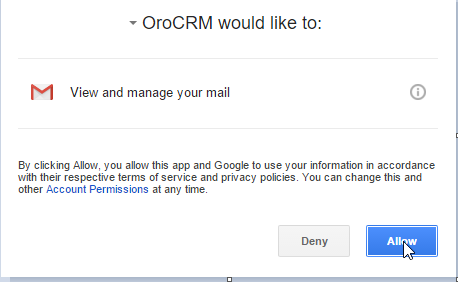 OroCRM would like to:
View and manage your mail
By clicking Allow, you allow this app and Google to use your information in accordance
with their respective terms of service and privacy policies. You can change this and
other Account Permissions at any time.
Deny
Allow